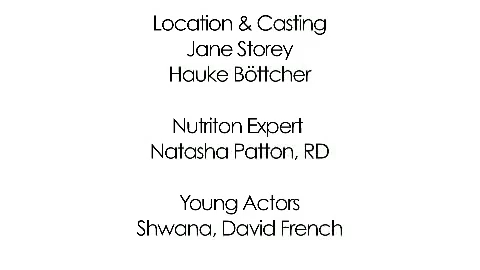 Location & Casting
Jane Storey
Hauke Böttcher
Nutriton Expert
Natasha Patton, RD
Young Actors
Shwana, David French